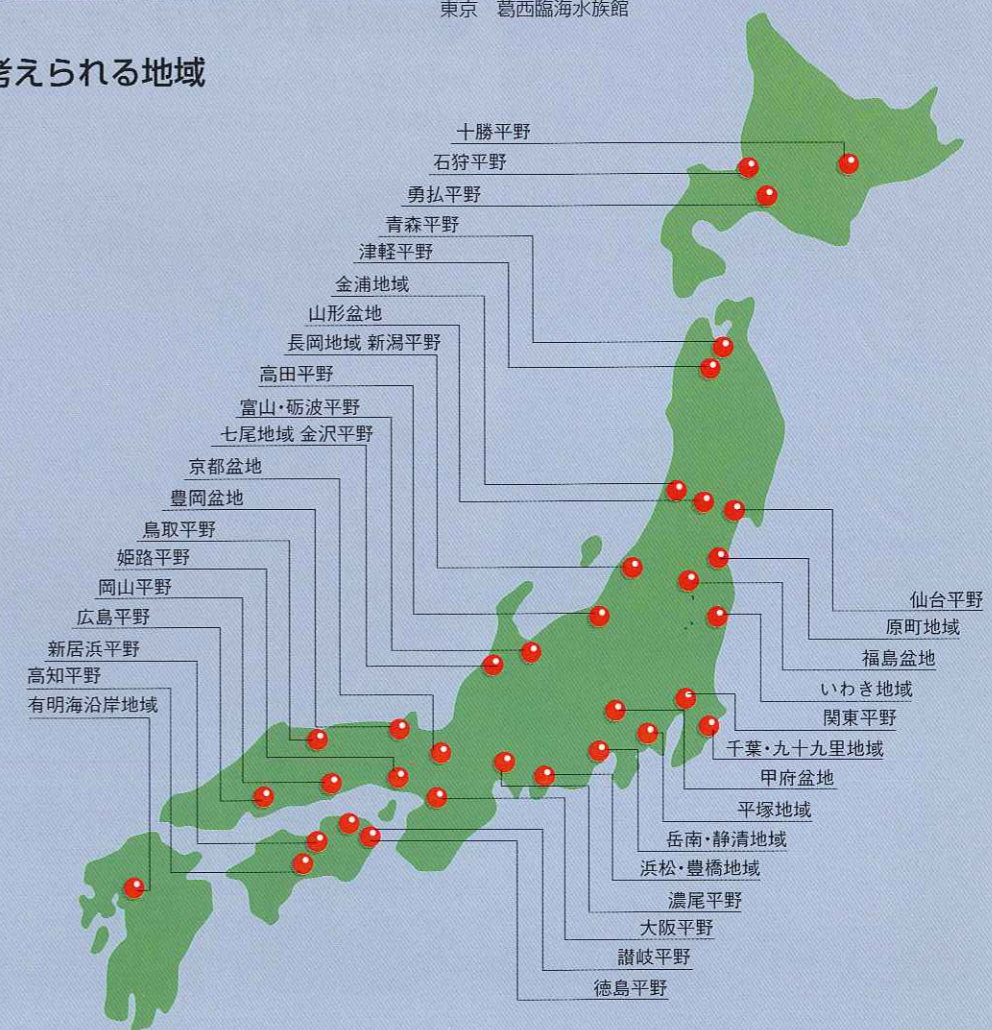 東京　葛西臨海水族館
考えられる地域
十勝平野
石狩平野
勇払平野
青森平野
津軽平野
金浦地域
山形盆地
長岡地域 新潟平野
高田平野
富山・砺波平野
七尾地域 金沢平野
京都盆地
豊岡盆地
鳥取平野
姫路平野
岡山平野
広島平野
新居浜平野
高知平野
有明海沿岸地域
仙台平野
原町地域
福島盆地
いわき地域
関東平野
千葉・九十九里地域
甲府盆地
平塚地域
岳南・静清地域
浜松・豊橋地域
濃尾平野
大阪平野
讃岐平野
徳島平野